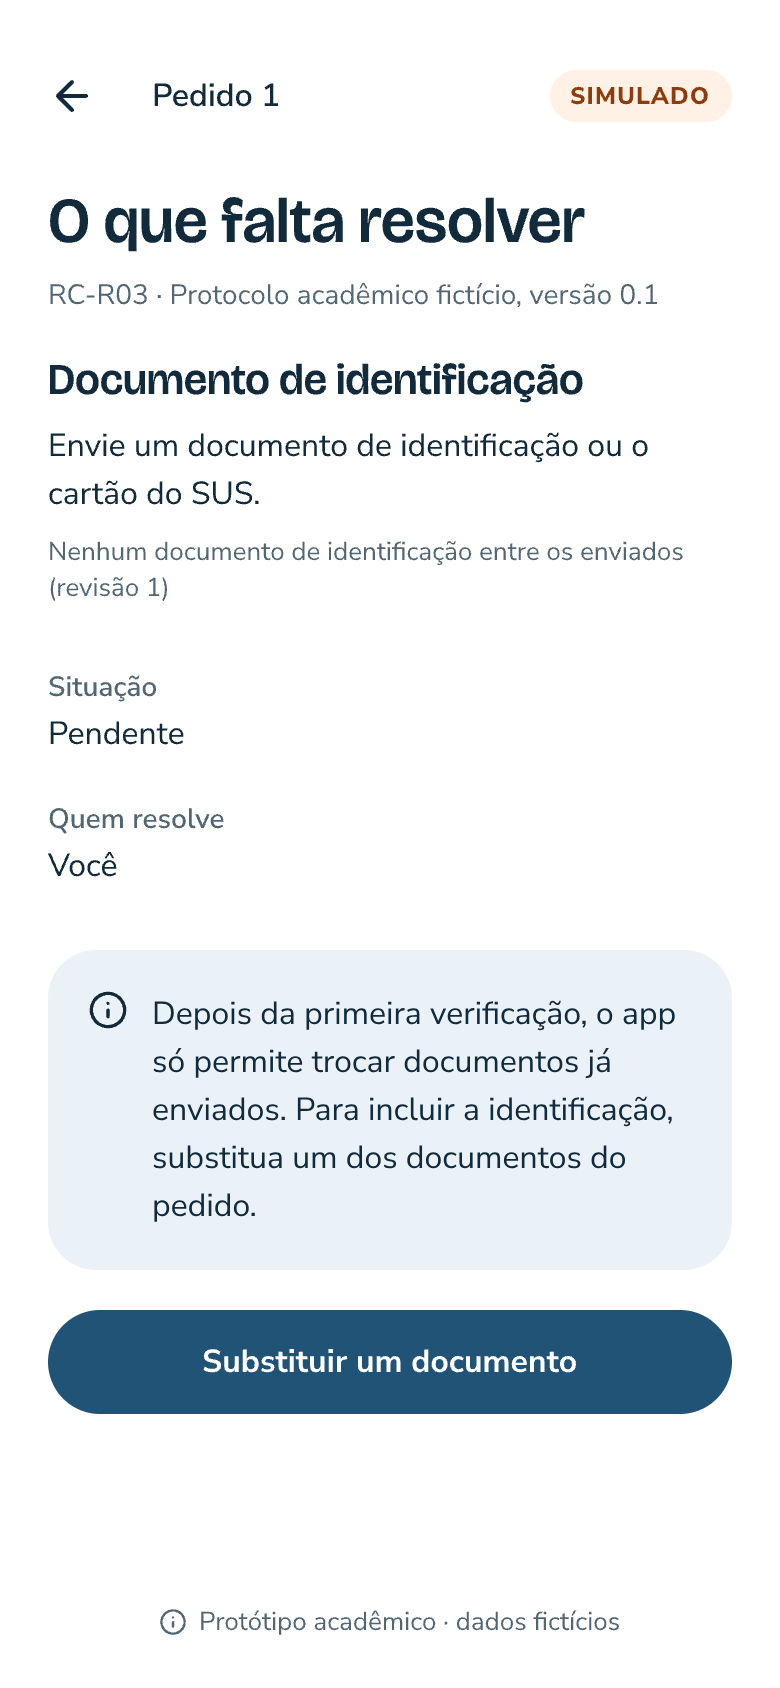 Pedido 1
SIMULADO
O que falta resolver
RC-R03 · Protocolo acadêmico fictício, versão 0.1
Documento de identificação
Envie um documento de identificação ou o
cartão do SUS.
Nenhum documento de identificação entre os enviados
(revisão 1)
Situação
Pendente
Quem resolve
Você
Depois da primeira verificação, o app
só permite trocar documentos já
enviados. Para incluir a identificação,
substitua um dos documentos do
pedido.
Substituir um documento
Protótipo acadêmico · dados fictícios